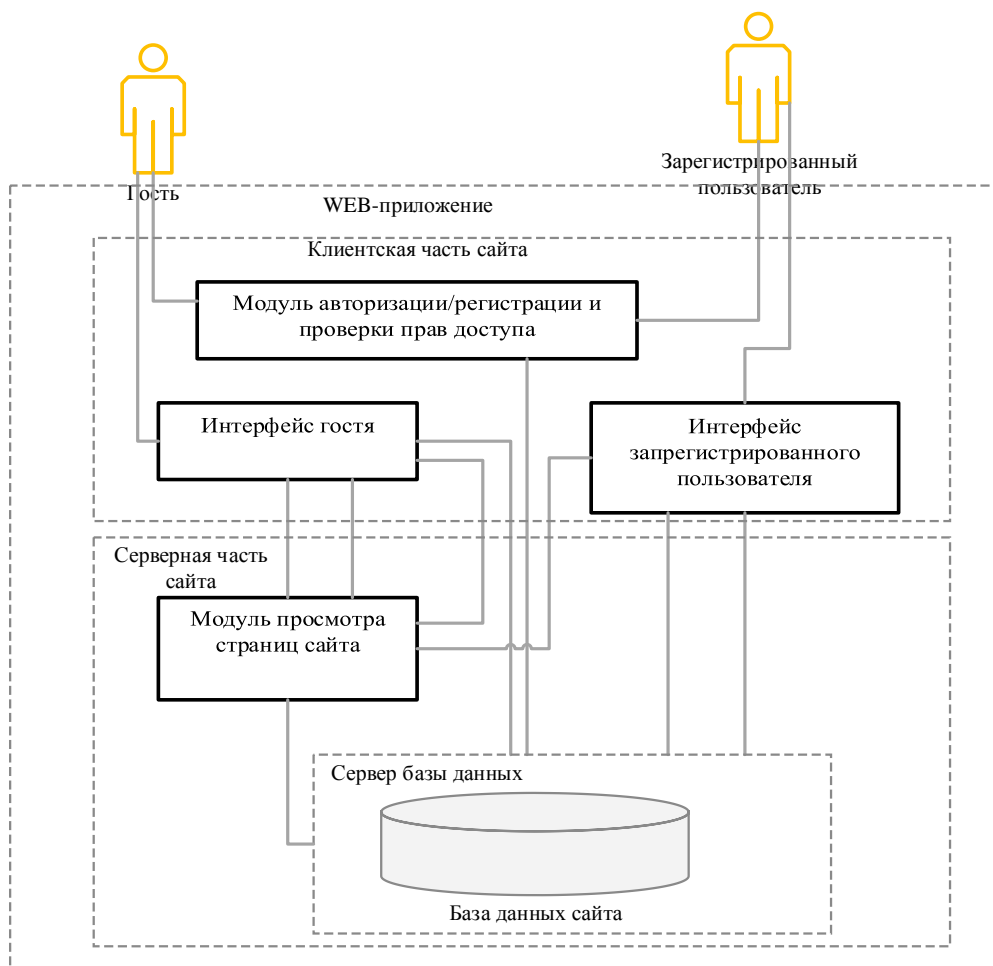 Зарегистрированный
пользователь
Гость
WEB-приложение
Клиентская часть сайта
Модуль авторизации/регистрации и
проверки прав доступа
Интерфейс гостя
Интерфейс
запрегистрированного
пользователя
Серверная часть
сайта
Модуль просмотра
страниц сайта
Сервер базы данных
База данных сайта